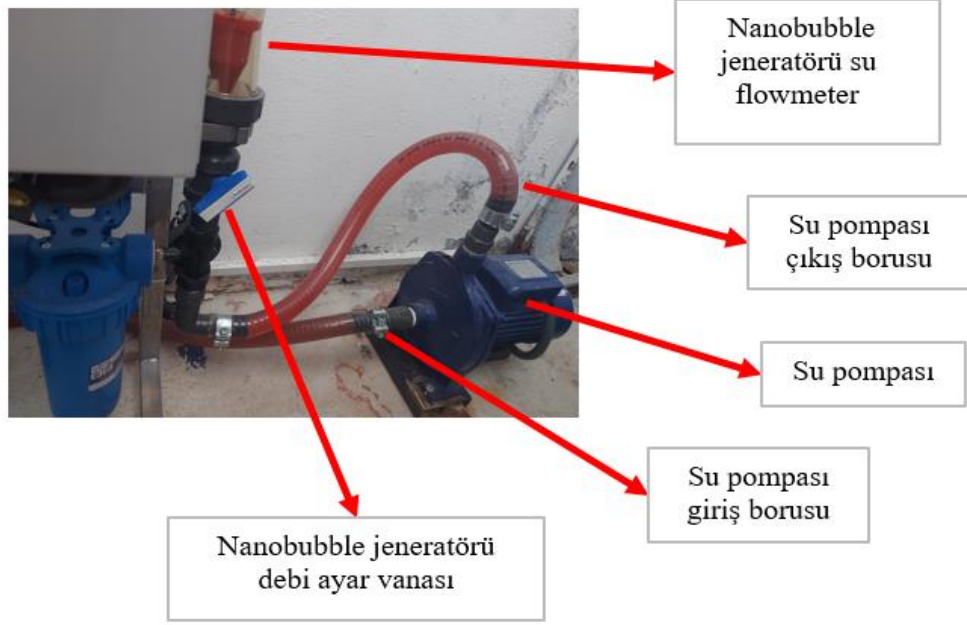 Nanobubble
jeneratörü su
flowmeter
Su pompası
çıkış borusu
Su pompası
Su pompası
giriş borusu
Nanobubble jeneratörü
debi ayar vanası